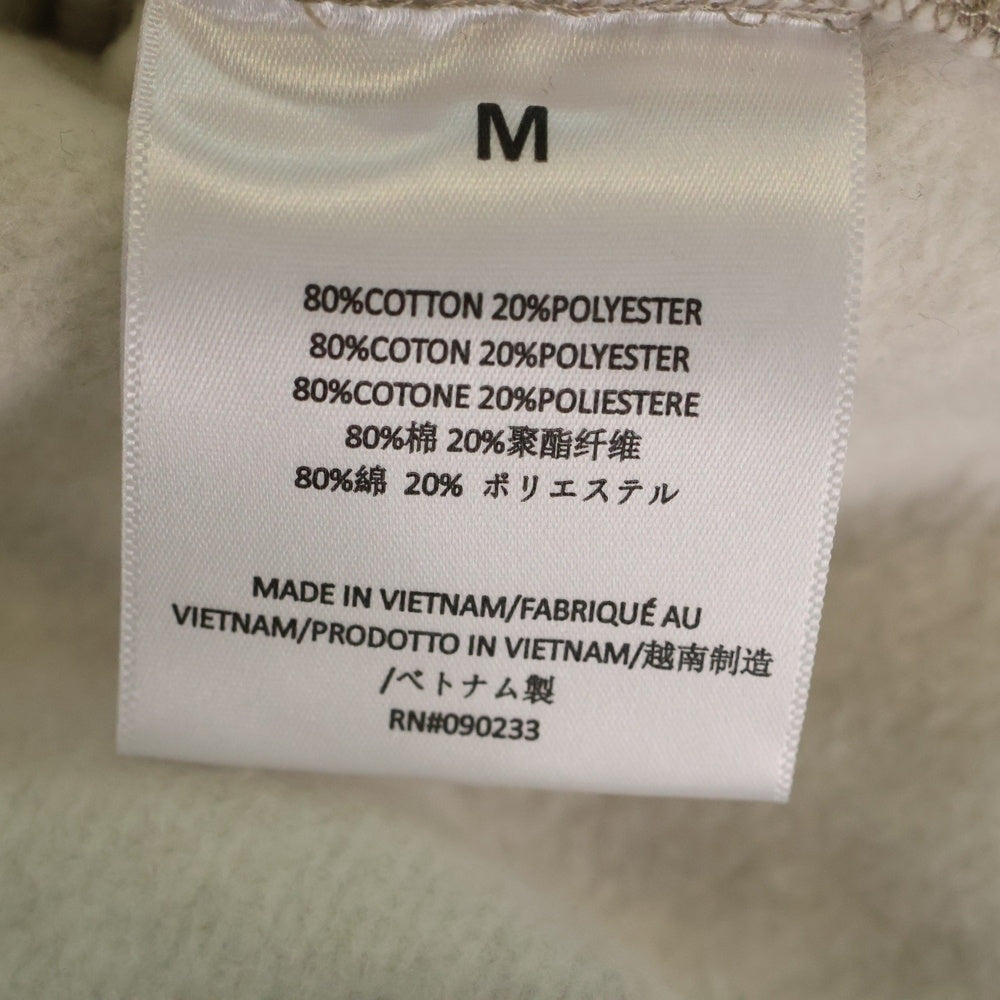 M
80%COTTON 20%POLYESTER
80%COTON 20%POLYESTER
80%COTONE 20%POLIESTERE
80%棉 20%聚酯纤维
80%綿 20% ポリエステル
MADE IN VIETNAM/FABRIQUÉ AU
VIETNAM/PRODOTTO IN VIETNAM/越南制造
/ベトナム製
RN#090233